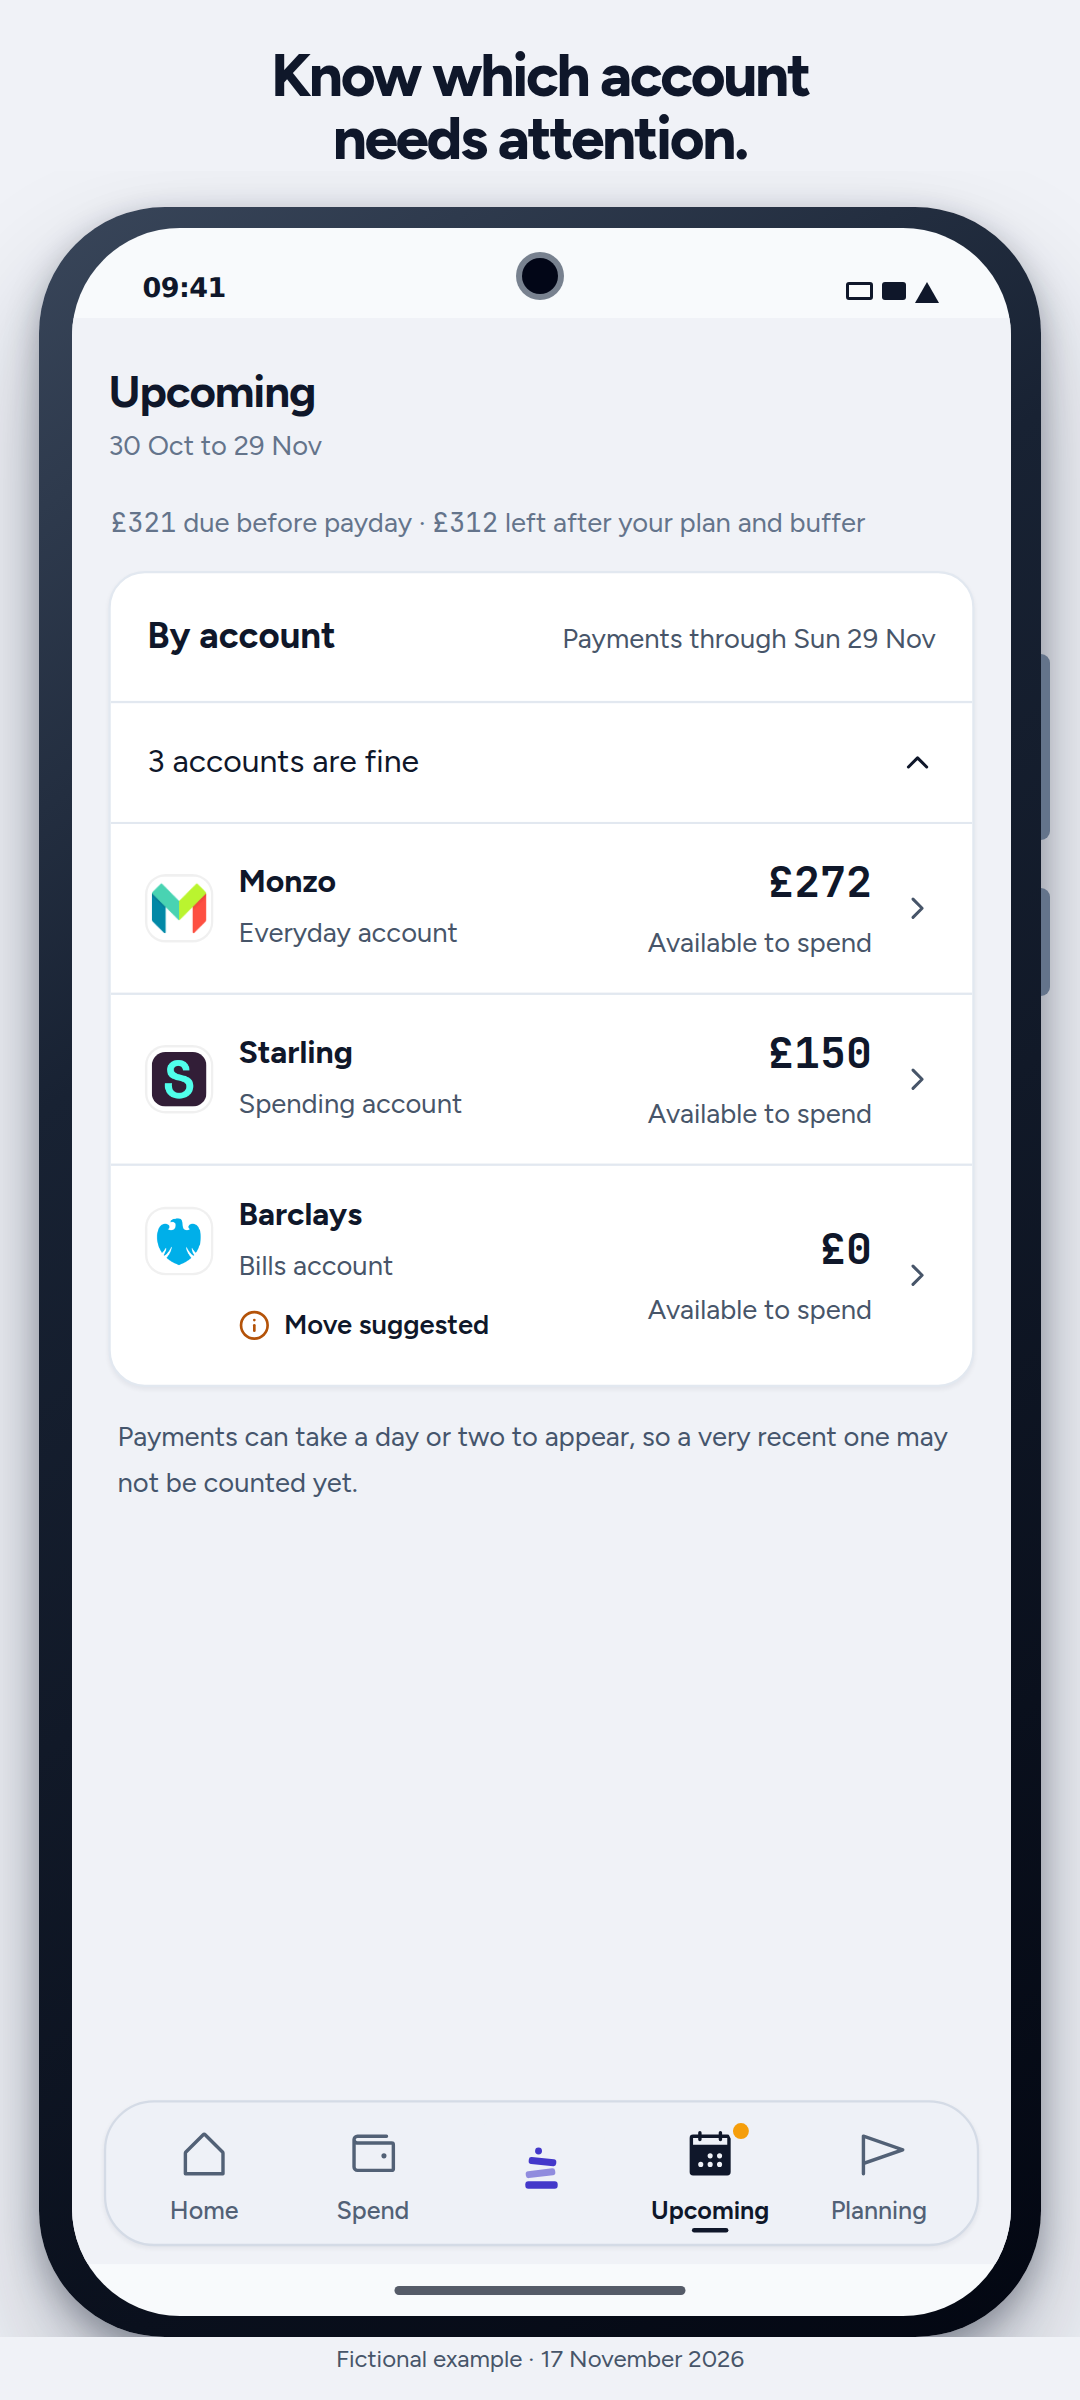 Know which account
needs attention.
09:41
Upcoming
30 Oct to 29 Nov
£321 due before payday · £312 left after your plan and buffer
By account
Payments through Sun 29 Nov
3 accounts are fine
Monzo
£272
Everyday account
Available to spend
Starling
£150
Spending account
Available to spend
Barclays
£0
Bills account
Available to spend
Move suggested
Payments can take a day or two to appear, so a very recent one may
not be counted yet.
Home
Spend
Upcoming
Planning
Fictional example · 17 November 2026